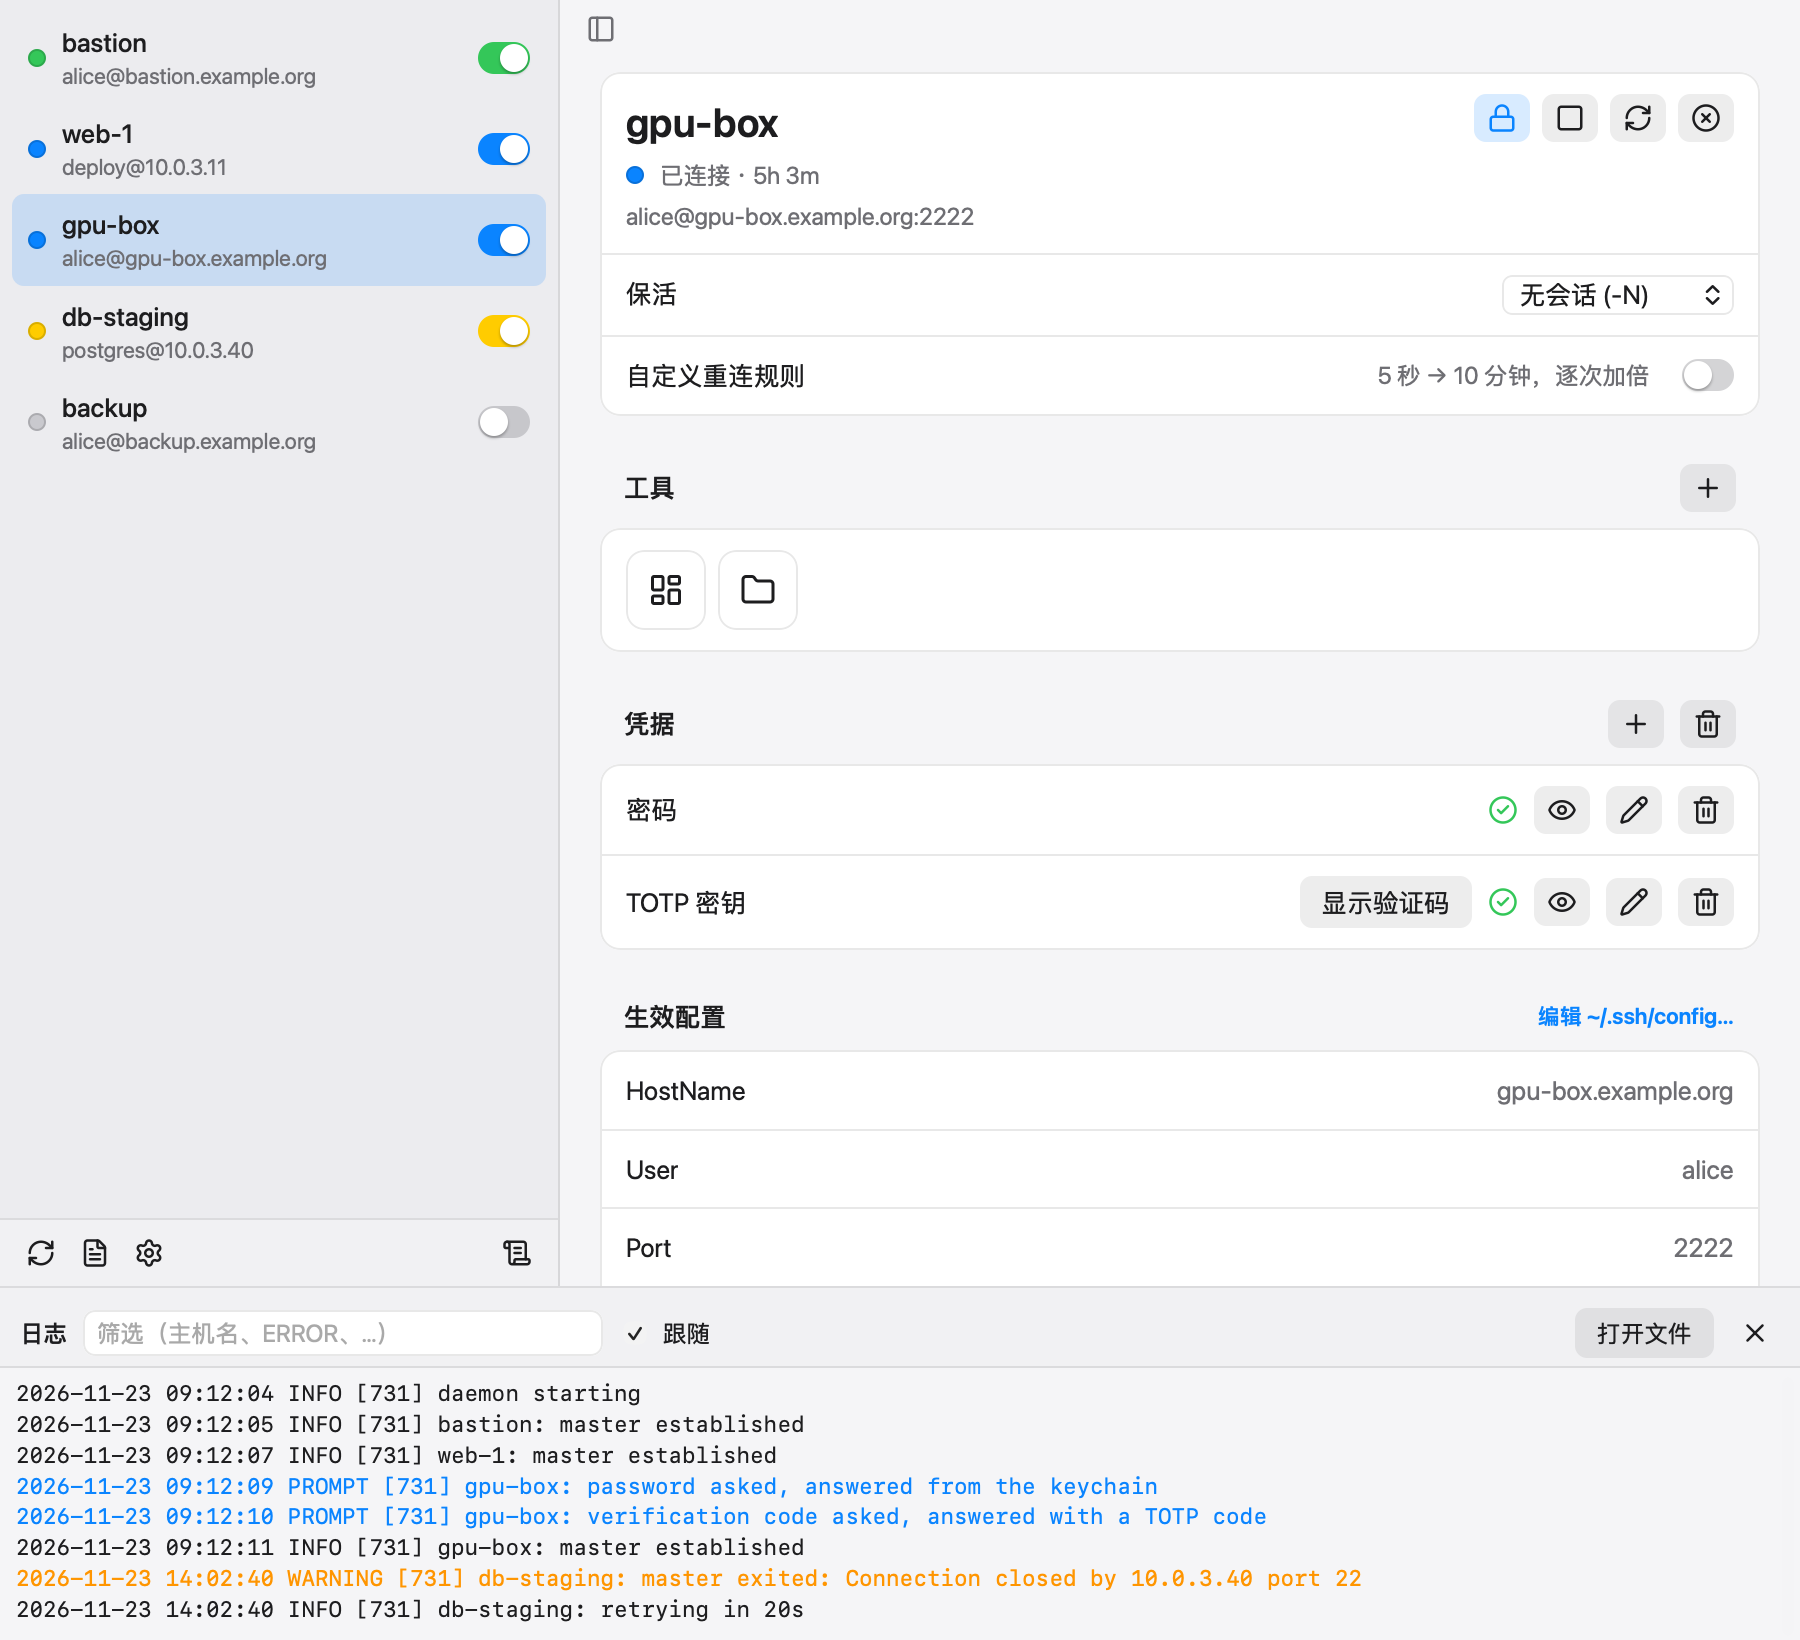 bastion
alice@bastion.example.org
web-1
deploy@10.0.3.11
gpu-box
alice@gpu-box.example.org
db-staging
postgres@10.0.3.40
backup
alice@backup.example.org
gpu-box
已连接 · 5h 3m
alice@gpu-box.example.org:2222
保活
无会话 (-N)
自定义重连规则
5 秒 → 10 分钟，逐次加倍
工具
凭据
密码
TOTP 密钥
显示验证码
生效配置
编辑 ~/.ssh/config...
HostName
gpu-box.example.org
User
alice
Port
2222
日志
筛选（主机名、ERROR、...）
跟随
打开文件
2026-11-23 09:12:04 INFO [731] daemon starting
2026-11-23 09:12:05 INFO [731] bastion: master established
2026-11-23 09:12:07 INFO [731] web-1: master established
2026-11-23 09:12:09 PROMPT [731] gpu-box: password asked, answered from the keychain
2026-11-23 09:12:10 PROMPT [731] gpu-box: verification code asked, answered with a TOTP code
2026-11-23 09:12:11 INFO [731] gpu-box: master established
2026-11-23 14:02:40 WARNING [731] db-staging: master exited: Connection closed by 10.0.3.40 port 22
2026-11-23 14:02:40 INFO [731] db-staging: retrying in 20s